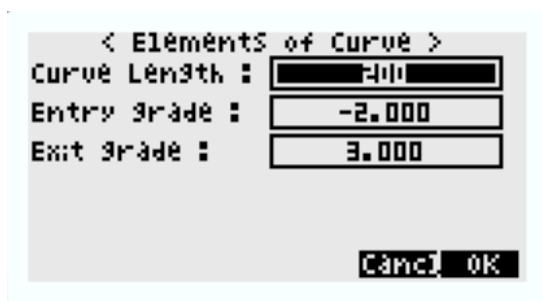 < Elements of Curve >
Curve Length :
Entry grade : -2.000
Exit grade : 3.000
Cancl OK